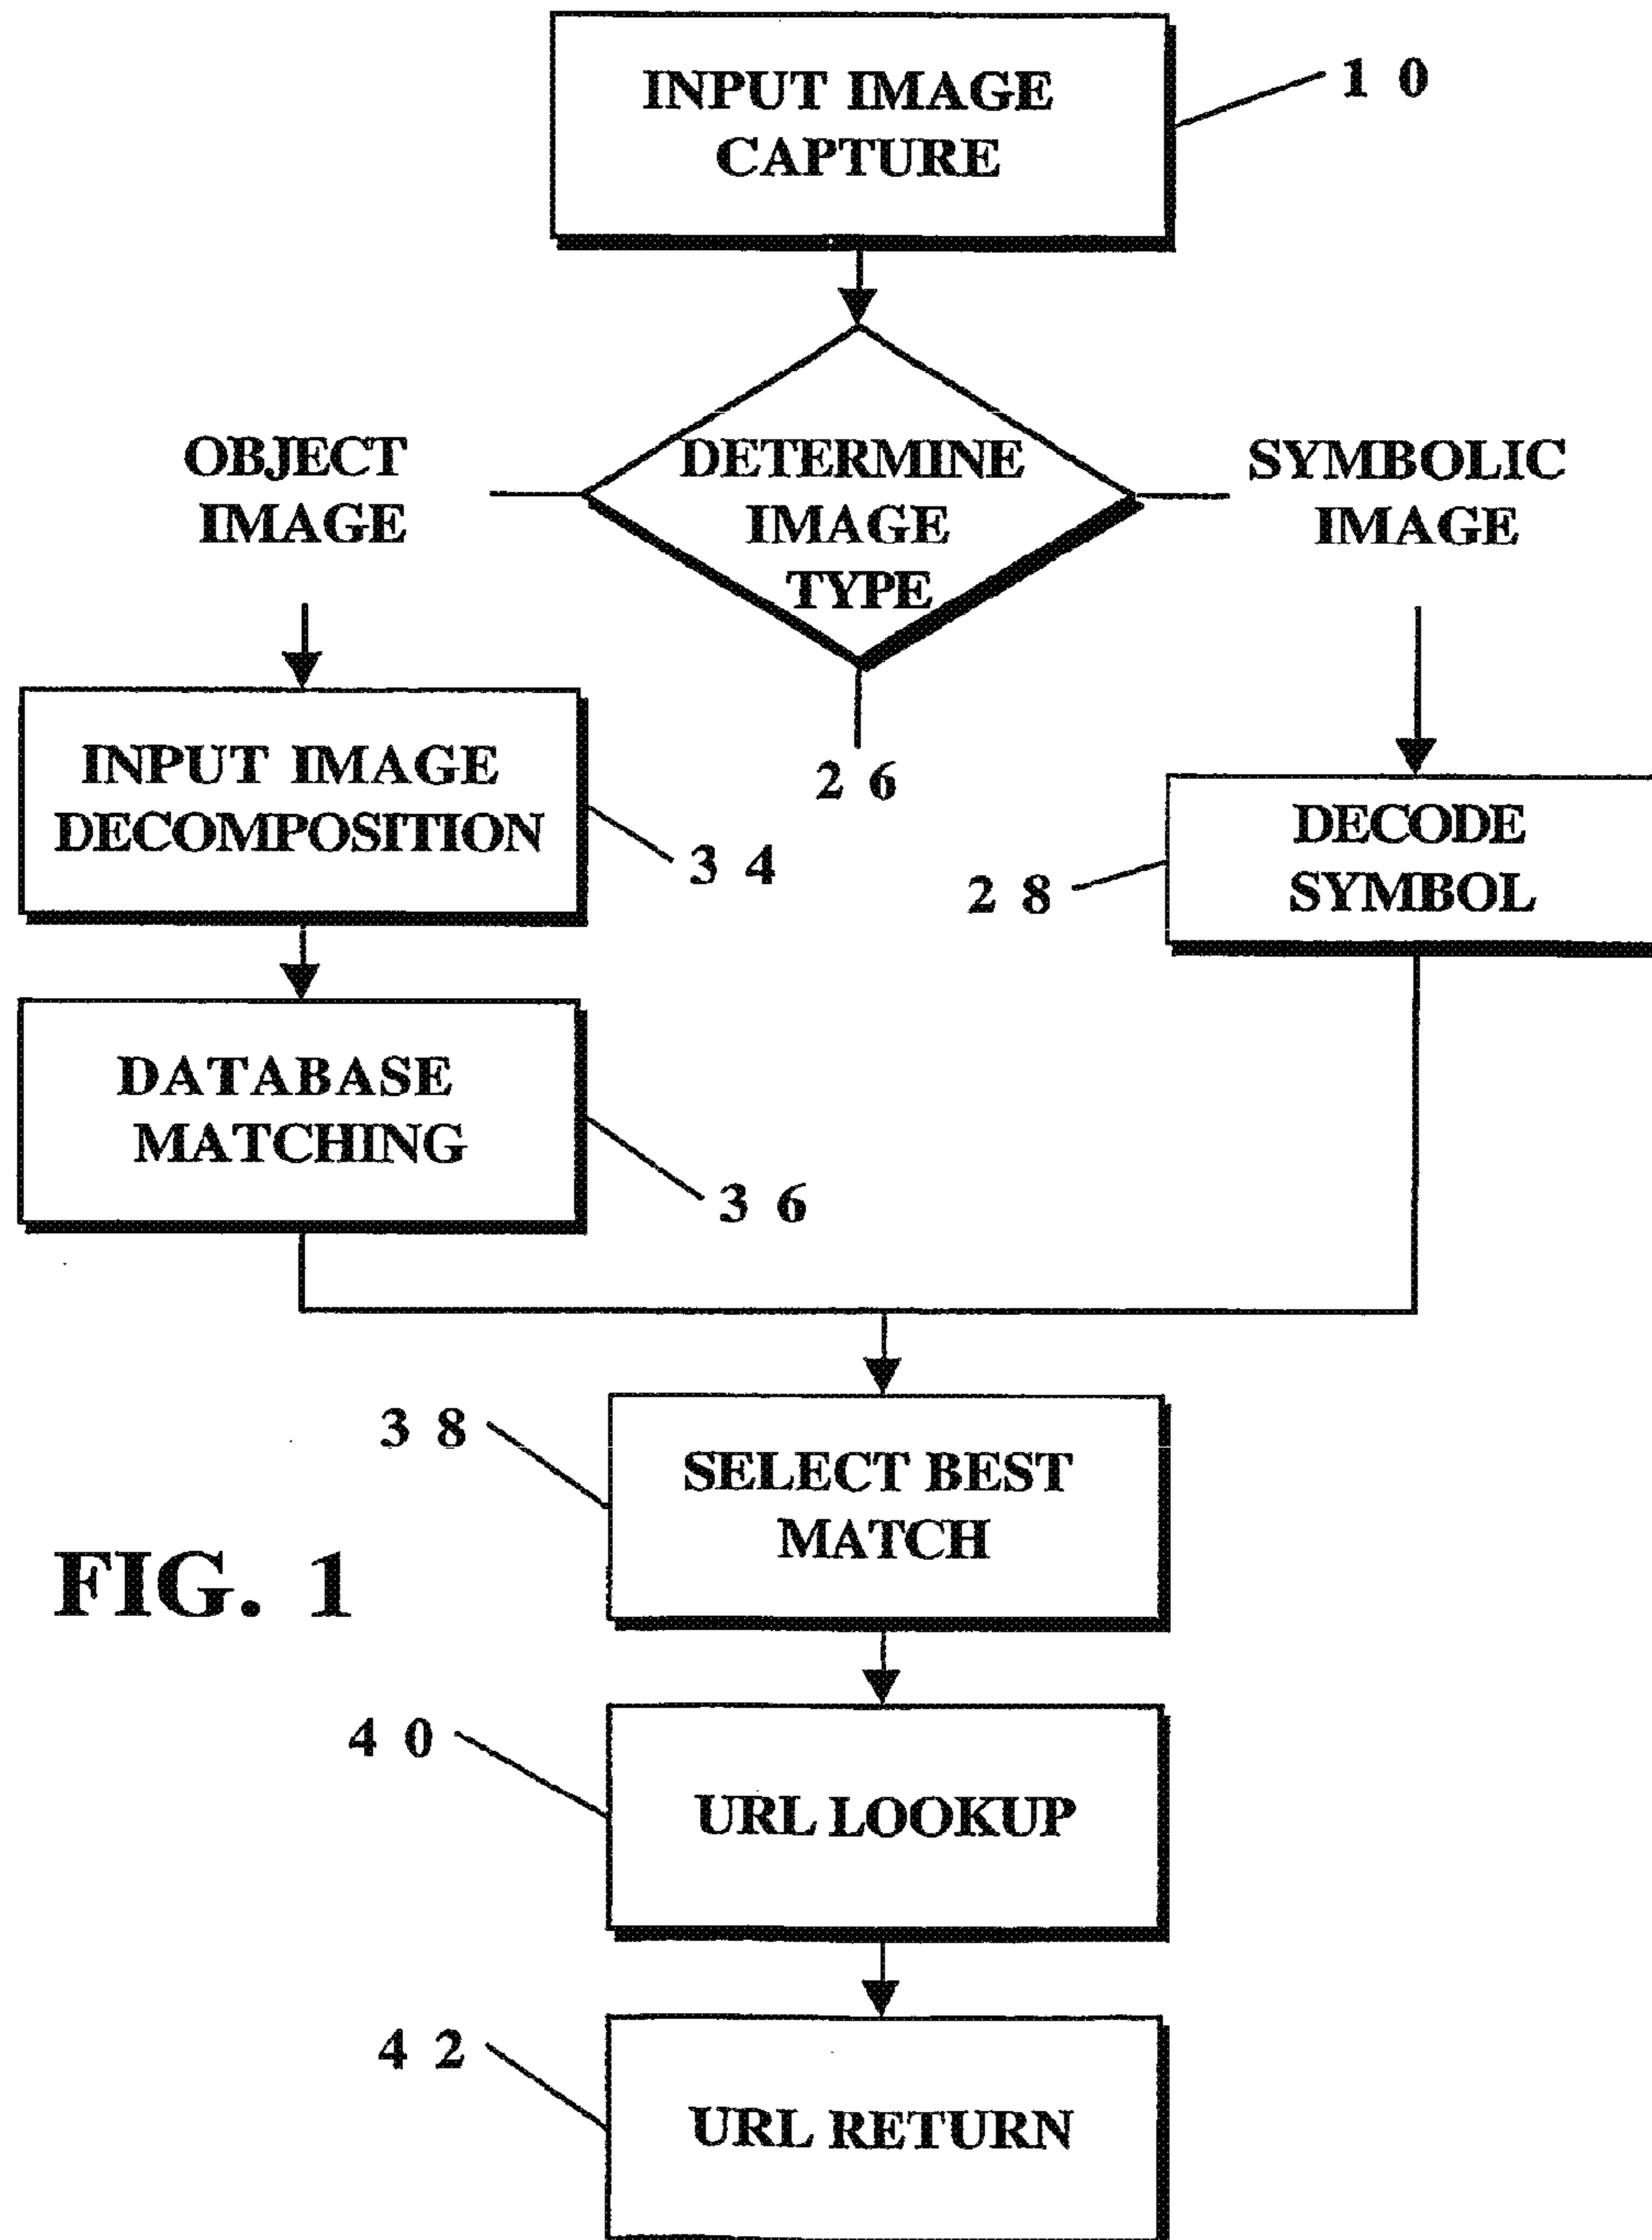 INPUT IMAGE
CAPTURE
1 0
OBJECT
IMAGE
DETERMINE
IMAGE
TYPE
SYMBOLIC
IMAGE
2 6
INPUT IMAGE
DECOMPOSITION
3 4
DECODE
SYMBOL
2 8
DATABASE
MATCHING
3 6
3 8
SELECT BEST
MATCH
FIG. 1
4 0
URL LOOKUP
4 2
URL RETURN